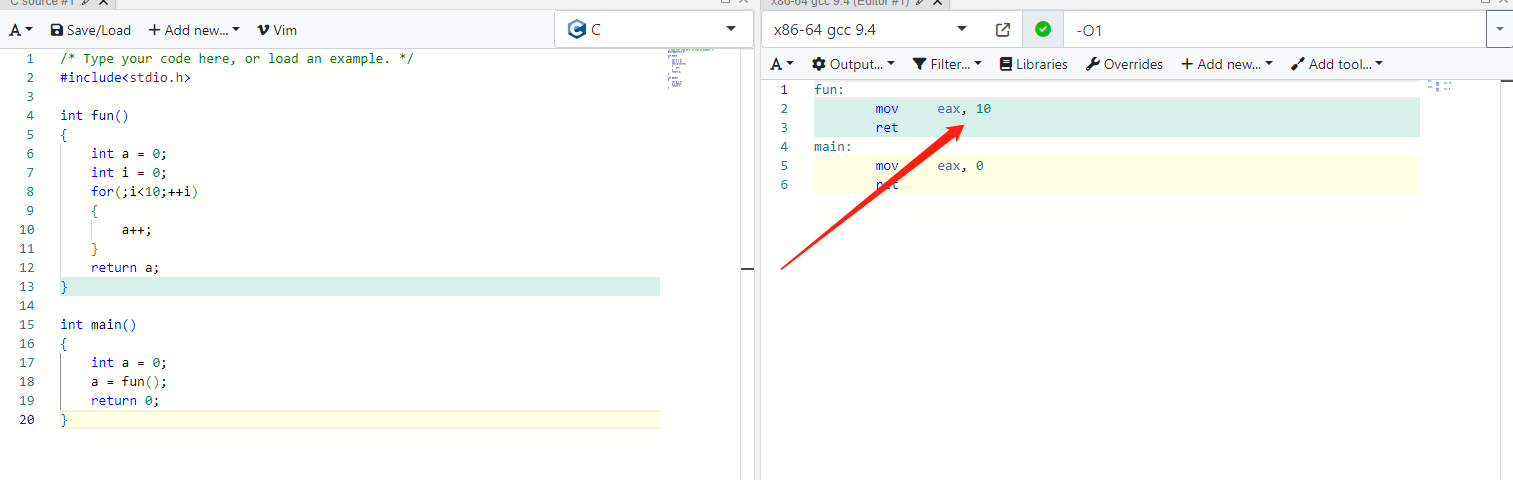 C source #1
A Save/Load + Add new... Vim C
1 /* Type your code here, or load an example. */
2 #include<stdio.h>
3
4 int fun()
5 {
6 int a = 0;
7 int i = 0;
8 for(;i<10;++i)
9 {
10 a++;
11 }
12 return a;
13 }
14
15 int main()
16 {
17 int a = 0;
18 a = fun();
19 return 0;
20 }
x86-64 gcc 9.4 (Editor #1)
x86-64 gcc 9.4 -O1
A Output... Filter... Libraries Overrides + Add new... Add tool...
1 fun:
2 mov eax, 10
3 ret
4 main:
5 mov eax, 0
6 ret